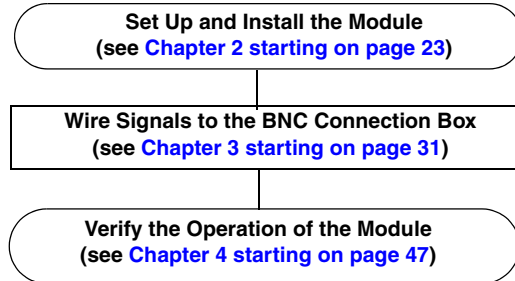 Set Up and Install the Module
(see Chapter 2 starting on page 23)
Wire Signals to the BNC Connection Box
(see Chapter 3 starting on page 31)
Verify the Operation of the Module
(see Chapter 4 starting on page 47)